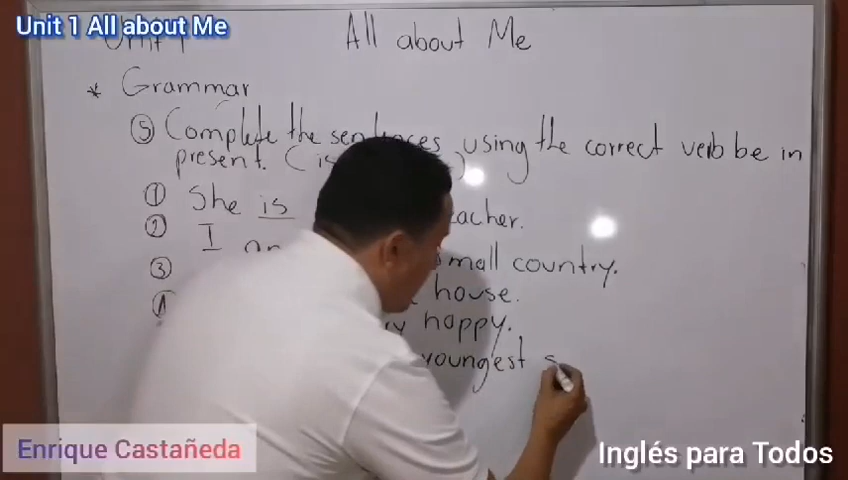 Unit 1 All about Me
All about Me
* Grammar
⑤ Complete the sentences using the correct verb be in
present. (is )
① She is teacher.
② I small country.
③ house.
④ happy.
youngest s
Enrique Castañeda
Inglés para Todos